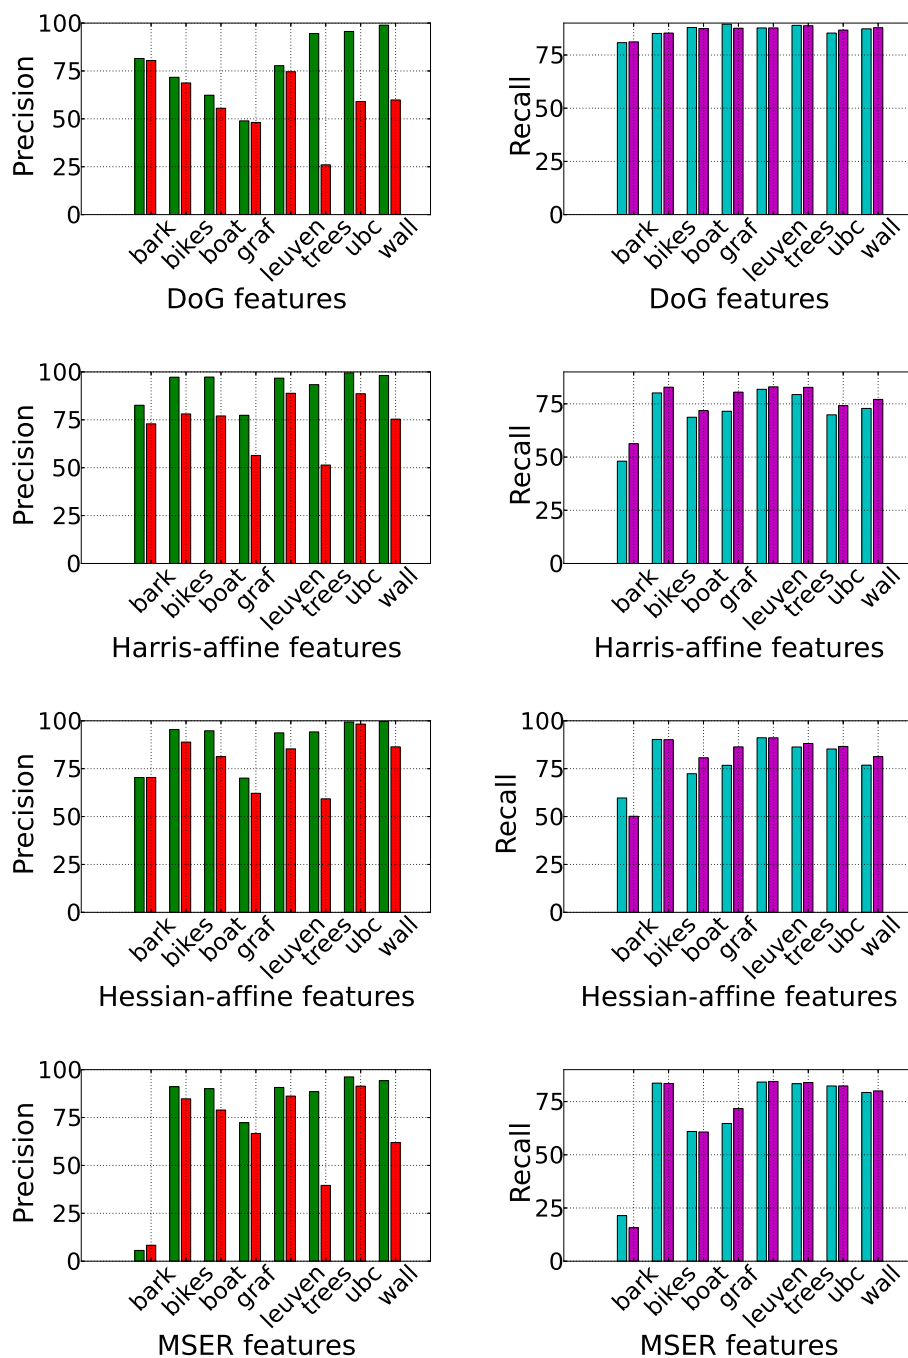 Precision
100
75
50
25
0
bark bikes boat graf leuven trees ubc wall
DoG features
Recall
75
50
25
0
bark bikes boat graf leuven trees ubc wall
DoG features
Precision
100
75
50
25
0
bark bikes boat graf leuven trees ubc wall
Harris-affine features
Recall
75
50
25
0
bark bikes boat graf leuven trees ubc wall
Harris-affine features
Precision
100
75
50
25
0
bark bikes boat graf leuven trees ubc wall
Hessian-affine features
Recall
100
75
50
25
0
bark bikes boat graf leuven trees ubc wall
Hessian-affine features
Precision
100
75
50
25
0
bark bikes boat graf leuven trees ubc wall
MSER features
Recall
75
50
25
0
bark bikes boat graf leuven trees ubc wall
MSER features